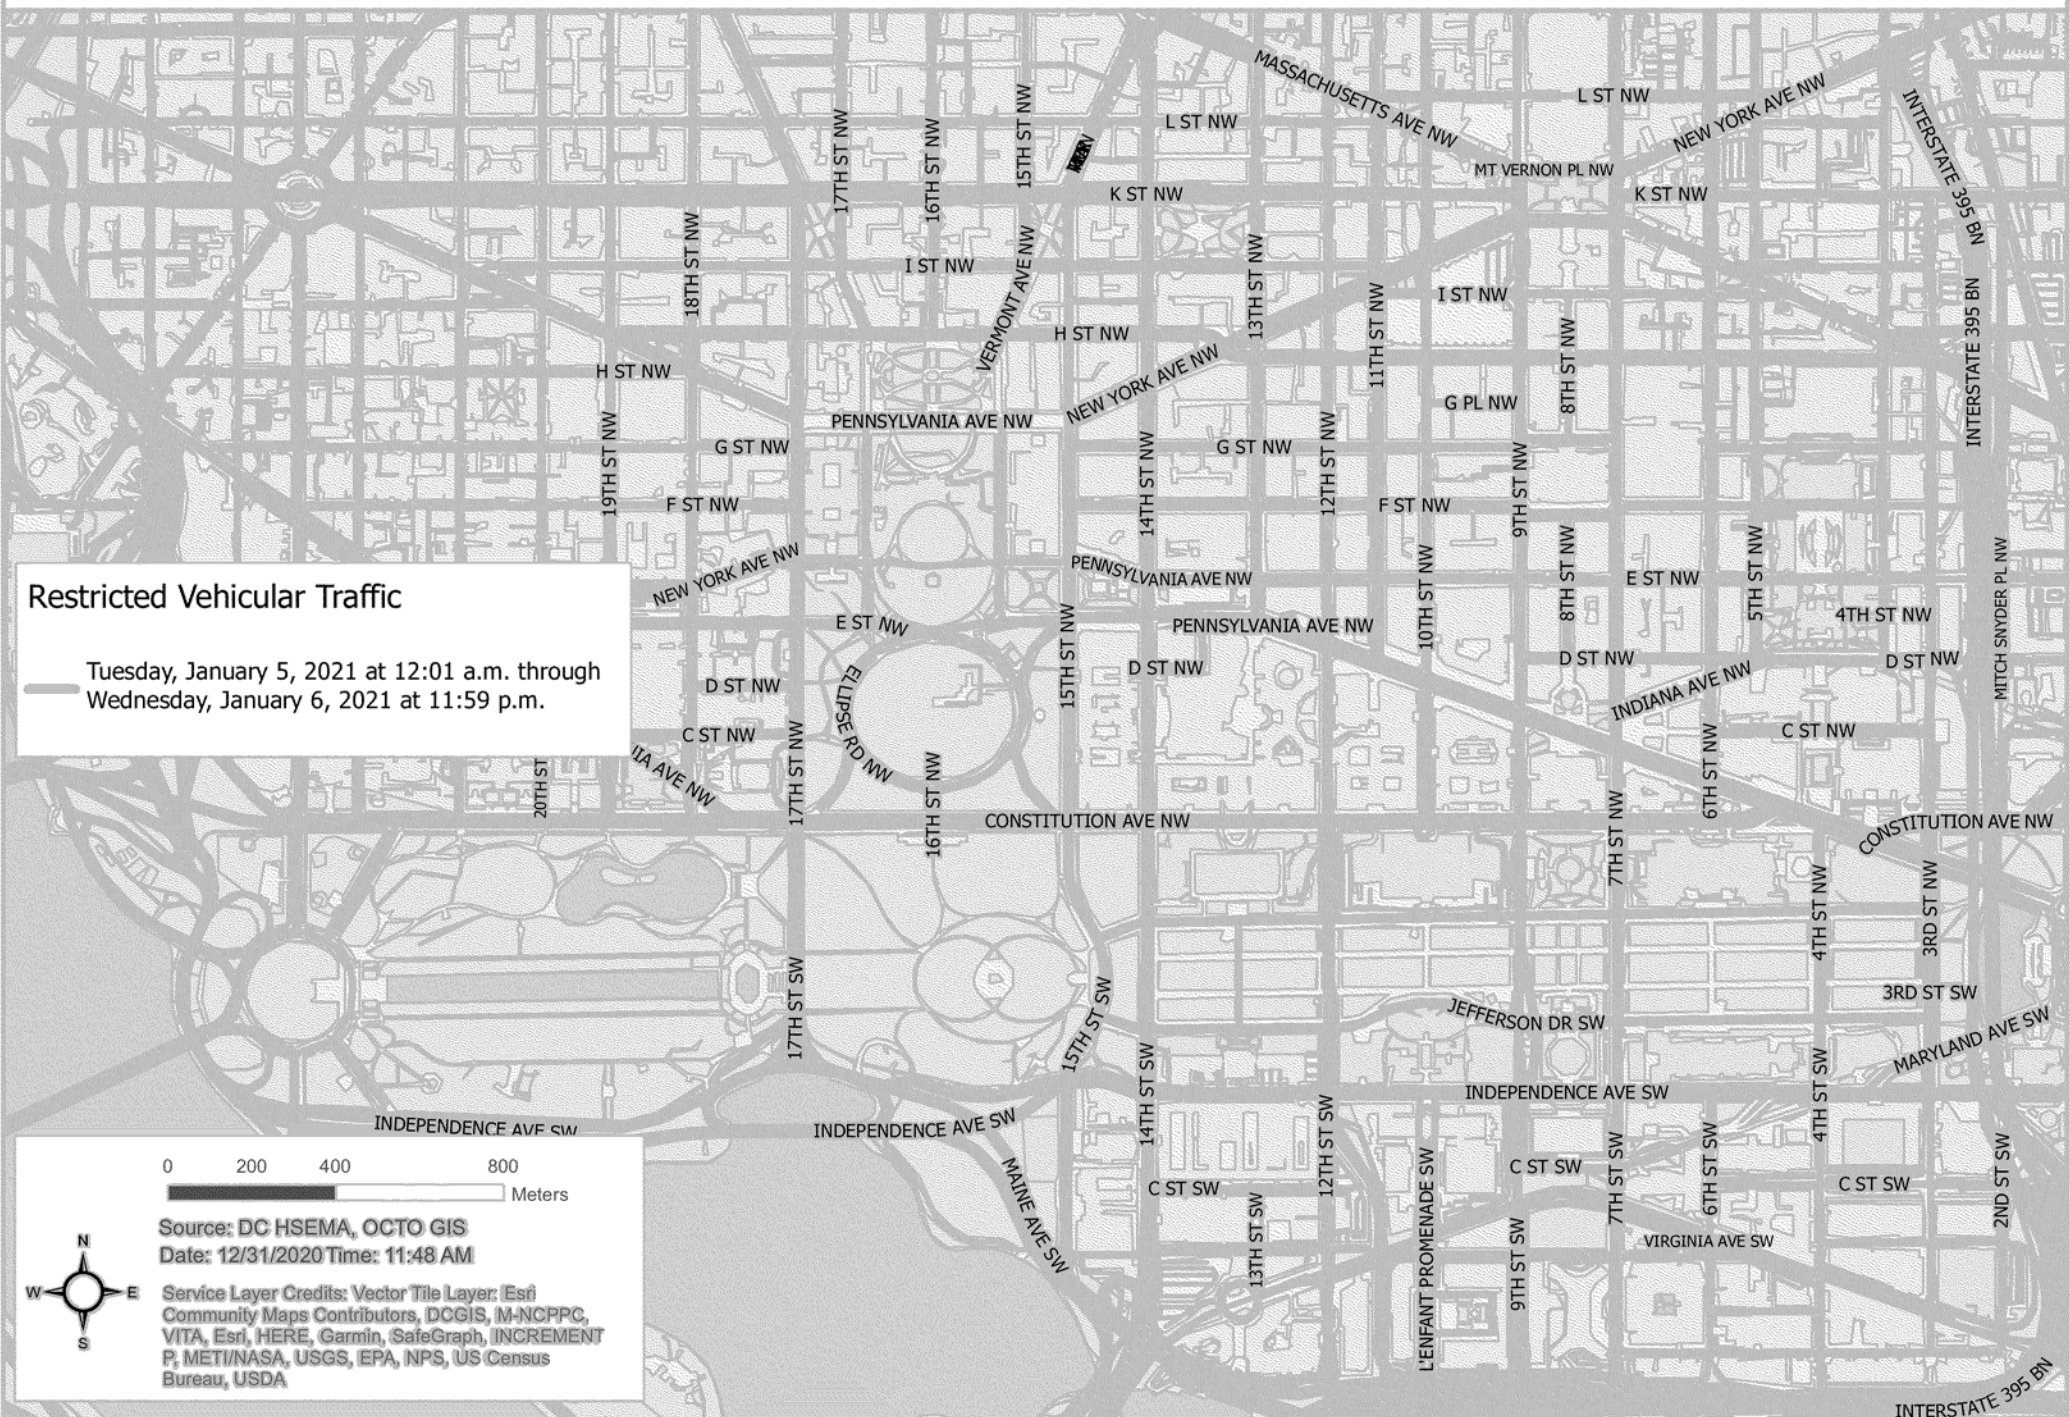 MASSACHUSETTS AVE NW
L ST NW
NEW YORK AVE NW
INTERSTATE 395 BN
17TH ST NW
16TH ST NW
15TH ST NW
L ST NW
MT VERNON PL NW
K ST NW
K ST NW
18TH ST NW
I ST NW
VERMONT AVE NW
13TH ST NW
I ST NW
11TH ST NW
8TH ST NW
INTERSTATE 395 BN
H ST NW
H ST NW
NEW YORK AVE NW
G PL NW
PENNSYLVANIA AVE NW
19TH ST NW
G ST NW
14TH ST NW
G ST NW
12TH ST NW
9TH ST NW
F ST NW
F ST NW
NEW YORK AVE NW
PENNSYLVANIA AVE NW
10TH ST NW
8TH ST NW
E ST NW
5TH ST NW
4TH ST NW
MITCH SNYDER PL NW
Restricted Vehicular Traffic
Tuesday, January 5, 2021 at 12:01 a.m. through
Wednesday, January 6, 2021 at 11:59 p.m.
E ST NW
15TH ST NW
PENNSYLVANIA AVE NW
D ST NW
D ST NW
D ST NW
D ST NW
ELLIPSE RD NW
INDIANA AVE NW
C ST NW
C ST NW
17TH ST NW
6TH ST NW
20TH ST
IA AVE NW
16TH ST NW
CONSTITUTION AVE NW
7TH ST NW
CONSTITUTION AVE NW
4TH ST NW
3RD ST NW
17TH ST SW
15TH ST SW
3RD ST SW
JEFFERSON DR SW
MARYLAND AVE SW
14TH ST SW
INDEPENDENCE AVE SW
4TH ST SW
INDEPENDENCE AVE SW
INDEPENDENCE AVE SW
12TH ST SW
MAINE AVE SW
C ST SW
13TH ST SW
L'ENFANT PROMENADE SW
C ST SW
9TH ST SW
7TH ST SW
6TH ST SW
C ST SW
2ND ST SW
VIRGINIA AVE SW
INTERSTATE 395 BN
0 200 400 800
Meters
Source: DC HSEMA, OCTO GIS
Date: 12/31/2020 Time: 11:48 AM
N
W E
S
Service Layer Credits: Vector Tile Layer: Esri
Community Maps Contributors, DCGIS, M-NCPPC,
VITA, Esri, HERE, Garmin, SafeGraph, INCREMENT
P, METI/NASA, USGS, EPA, NPS, US Census
Bureau, USDA